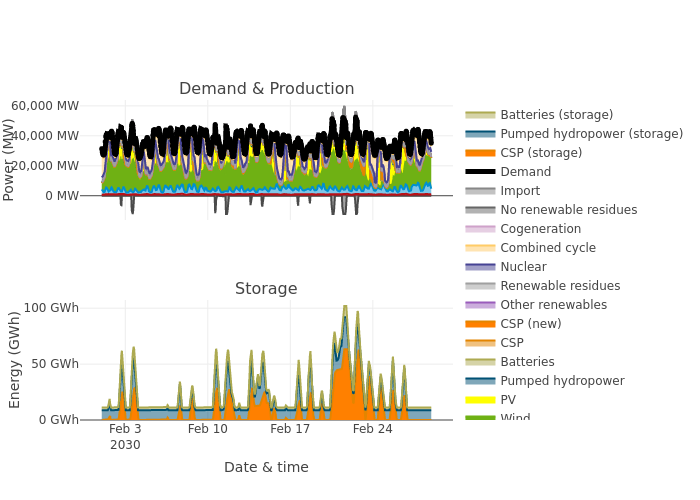 Demand & Production
60,000 MW
40,000 MW
20,000 MW
0 MW
Power (MW)
Storage
100 GWh
50 GWh
0 GWh
Energy (GWh)
Feb 3
2030
Feb 10
Feb 17
Feb 24
Date & time
Batteries (storage)
Pumped hydropower (storage)
CSP (storage)
Demand
Import
No renewable residues
Cogeneration
Combined cycle
Nuclear
Renewable residues
Other renewables
CSP (new)
CSP
Batteries
Pumped hydropower
PV
Wind